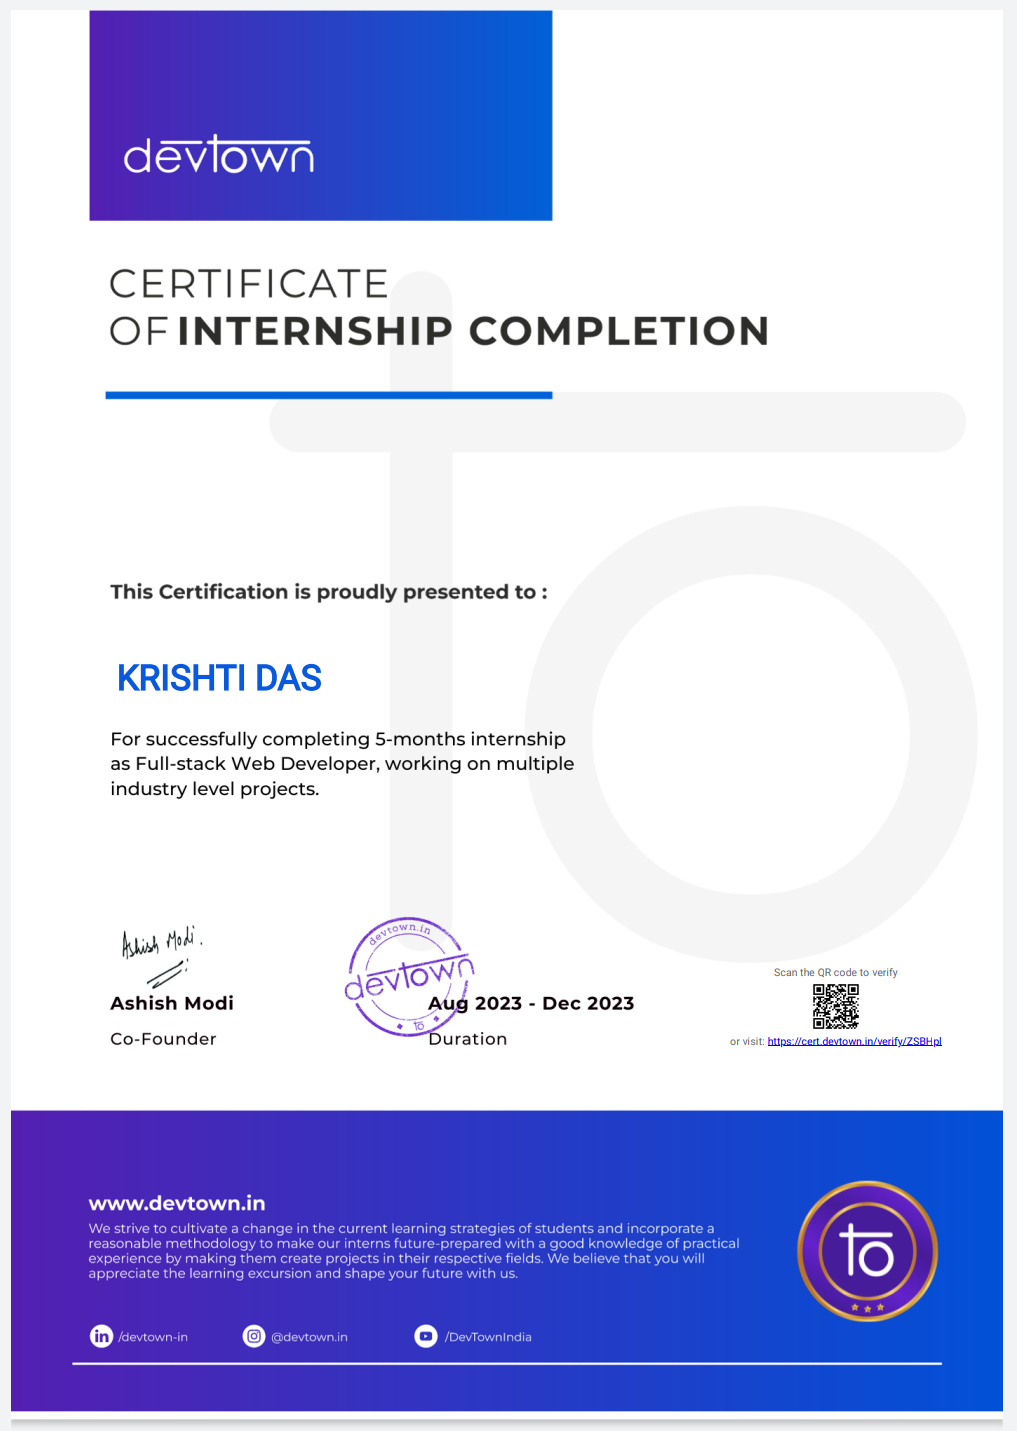 devtown
CERTIFICATE
OF INTERNSHIP COMPLETION
This Certification is proudly presented to :
KRISHTI DAS
For successfully completing 5-months internship
as Full-stack Web Developer, working on multiple
industry level projects.
Ashish Modi.
Ashish Modi
Co-Founder
devtown.in
devtown
to
Aug 2023 - Dec 2023
Duration
Scan the QR code to verify
or visit: https://cert.devtown.in/verify/ZSBHpl
www.devtown.in
We strive to cultivate a change in the current learning strategies of students and incorporate a
reasonable methodology to make our interns future-prepared with a good knowledge of practical
experience by making them create projects in their respective fields. We believe that you will
appreciate the learning excursion and shape your future with us.
to
in /devtown-in
@devtown.in
/DevTownIndia